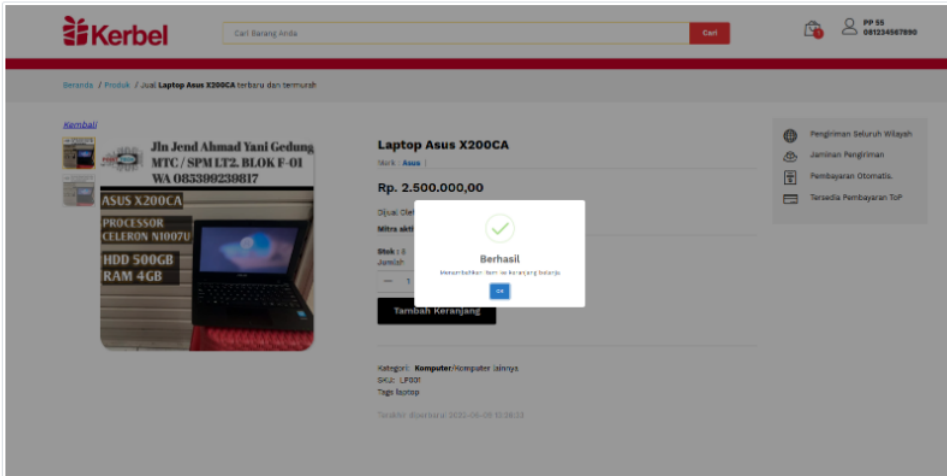 Kerbel
Cari Barang Anda
Cari
1
PP 55
081234567890
Beranda / Produk / Jual Laptop Asus X200CA terbaru dan termurah
Kembali
Jln Jend Ahmad Yani Gedung
MTC / SPM LT2. BLOK F-01
WA 085399239817
ASUS X200CA
PROCESSOR
CELERON N1007U
HDD 500GB
RAM 4GB
Laptop Asus X200CA
Merk : Asus |
Rp. 2.500.000,00
Dijual Oleh
Mitra akti
Stok :
Jumlah
— 1
Tambah Keranjang
Berhasil
Menambahkan item ke keranjang belanja
OK
Kategori: Komputer/Komputer lainnya
SKU: LP001
Tags laptop
Terakhir diperbarui
Pengiriman Seluruh Wilayah
Jaminan Pengiriman
Pembayaran Otomatis.
Tersedia Pembayaran ToP